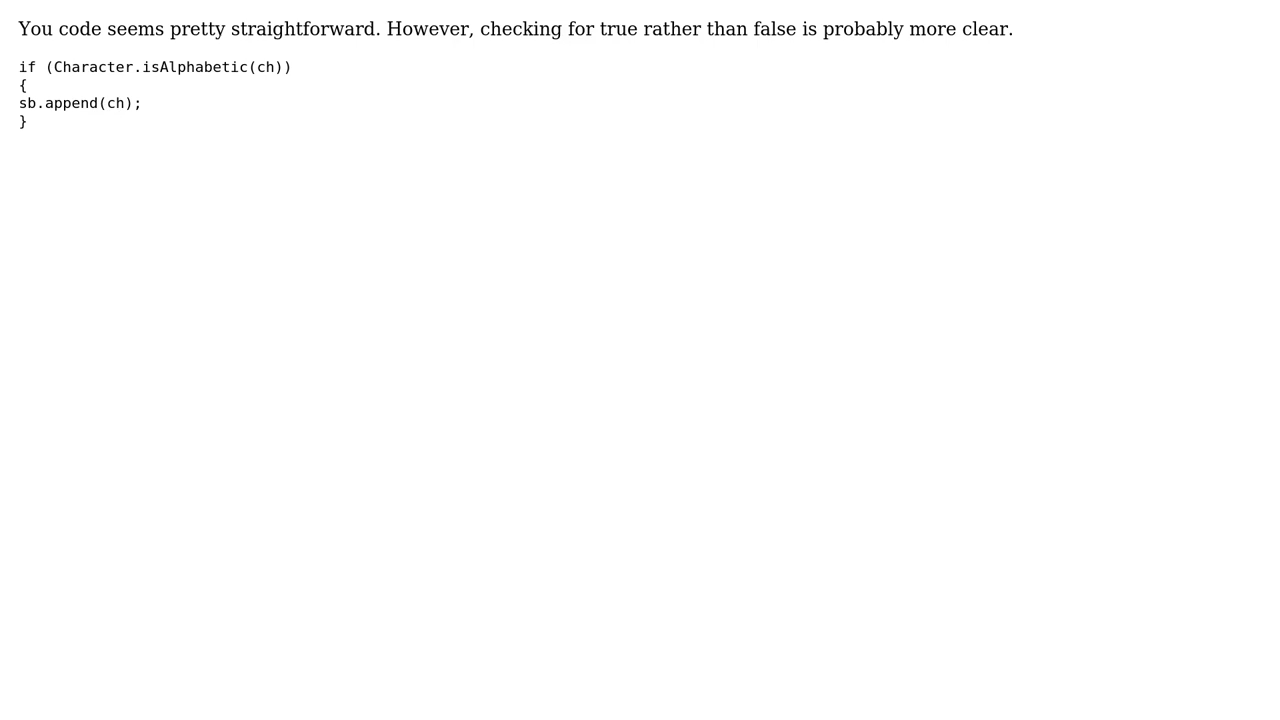 You code seems pretty straightforward. However, checking for true rather than false is probably more clear.
if (Character.isAlphabetic(ch))
{
sb.append(ch);
}